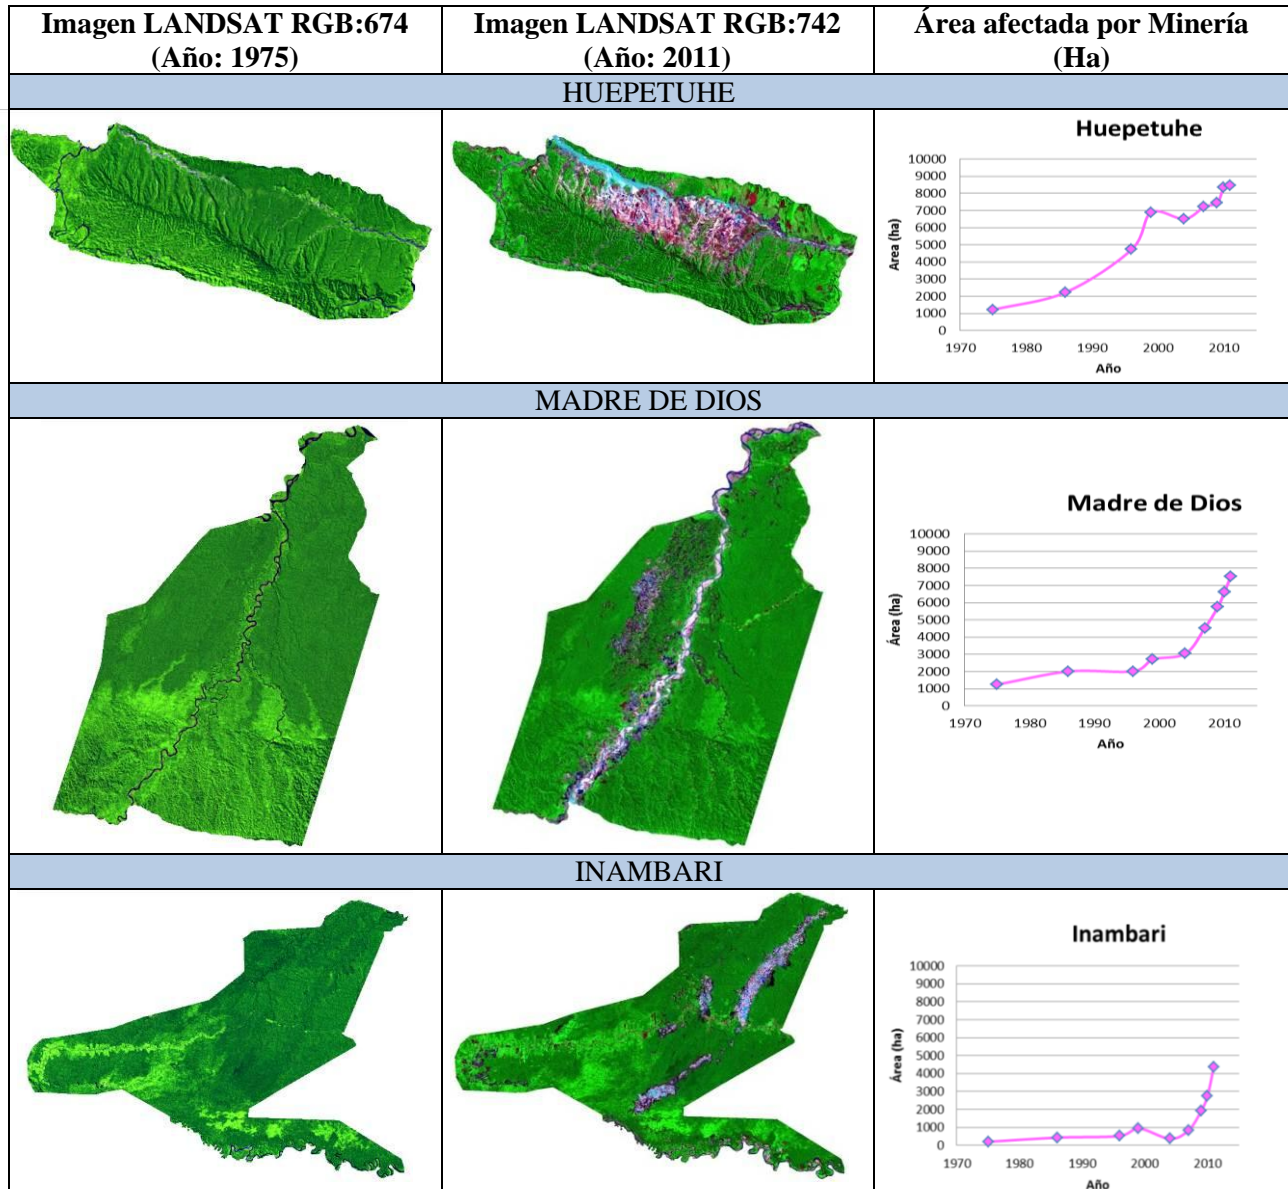 Imagen LANDSAT RGB:674
(Año: 1975)
Imagen LANDSAT RGB:742
(Año: 2011)
Área afectada por Minería
(Ha)
HUEPETUHE
Huepetuhe
10000
9000
8000
7000
6000
5000
4000
3000
2000
1000
0
Area (ha)
1970 1980 1990 2000 2010
Año
MADRE DE DIOS
Madre de Dios
10000
9000
8000
7000
6000
5000
4000
3000
2000
1000
0
Área (ha)
1970 1980 1990 2000 2010
Año
INAMBARI
Inambari
10000
9000
8000
7000
6000
5000
4000
3000
2000
1000
0
Área (ha)
1970 1980 1990 2000 2010
Año